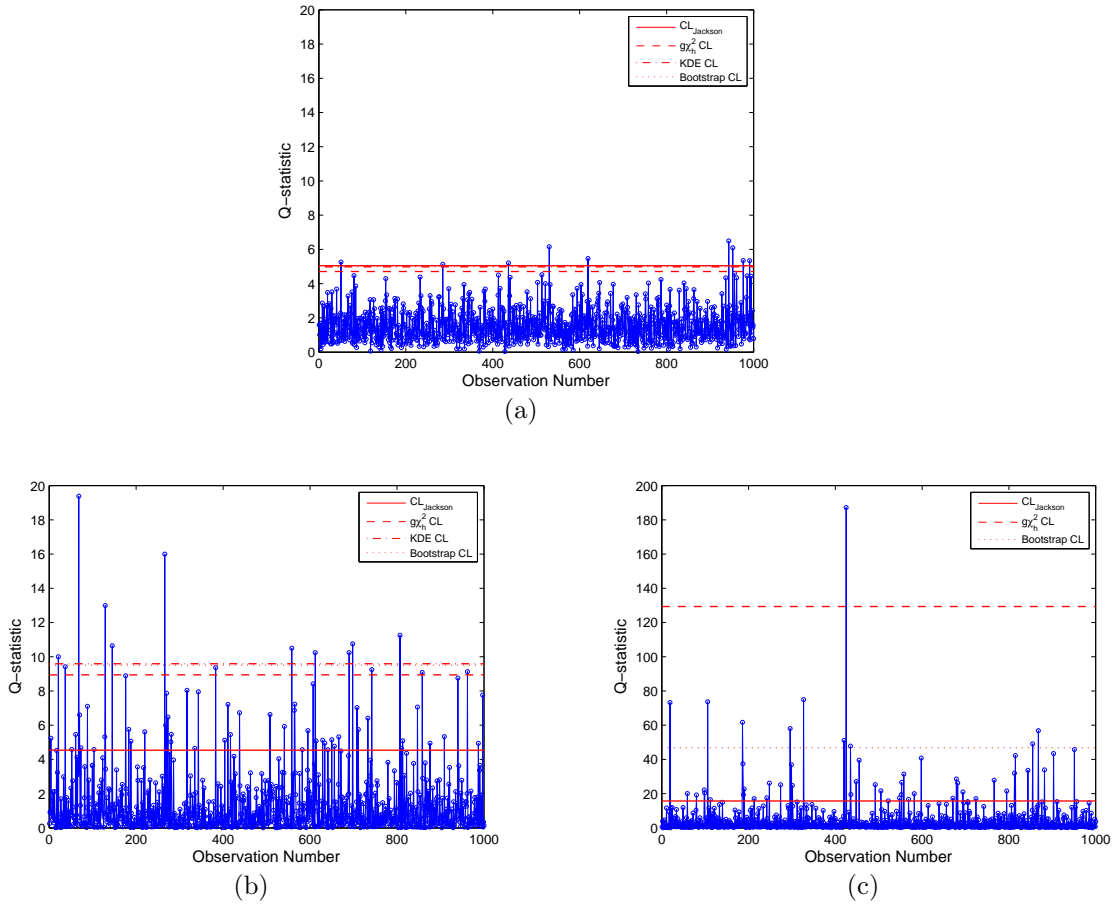 20
18
16
14
12
10
8
6
4
2
0
Q−statistic
CL_Jackson
gχ²_h CL
KDE CL
Bootstrap CL
0 200 400 600 800 1000
Observation Number
(a)
20
18
16
14
12
10
8
6
4
2
0
Q−statistic
CL_Jackson
gχ²_h CL
KDE CL
Bootstrap CL
0 200 400 600 800 1000
Observation Number
(b)
200
180
160
140
120
100
80
60
40
20
0
Q−statistic
CL_Jackson
gχ²_h CL
Bootstrap CL
0 200 400 600 800 1000
Observation Number
(c)